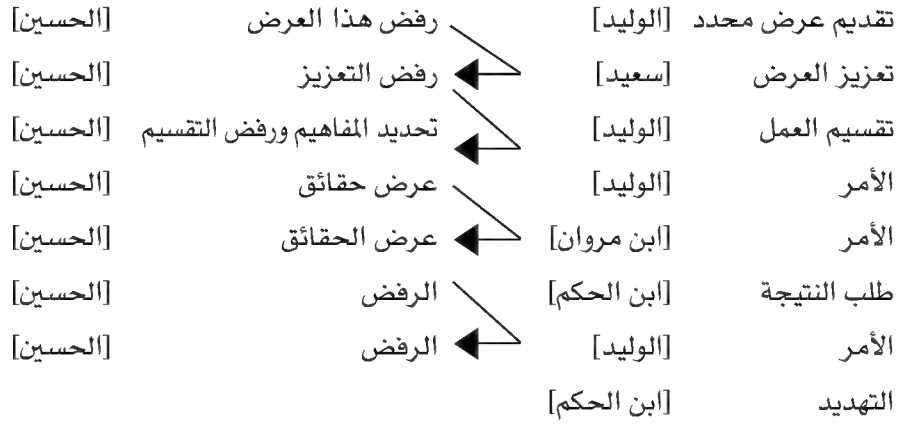 تقديم عرض محدد [الوليد] رفض هذا العرض [الحسين]
تعزيز العرض [سعيد] رفض التعزيز [الحسين]
تقسيم العمل [الوليد] تحديد المفاهيم ورفض التقسيم [الحسين]
الأمر [الوليد] عرض حقائق [الحسين]
الأمر [ابن مروان] عرض الحقائق [الحسين]
طلب النتيجة [ابن الحكم] الرفض [الحسين]
الأمر [الوليد] الرفض [الحسين]
التهديد [ابن الحكم]